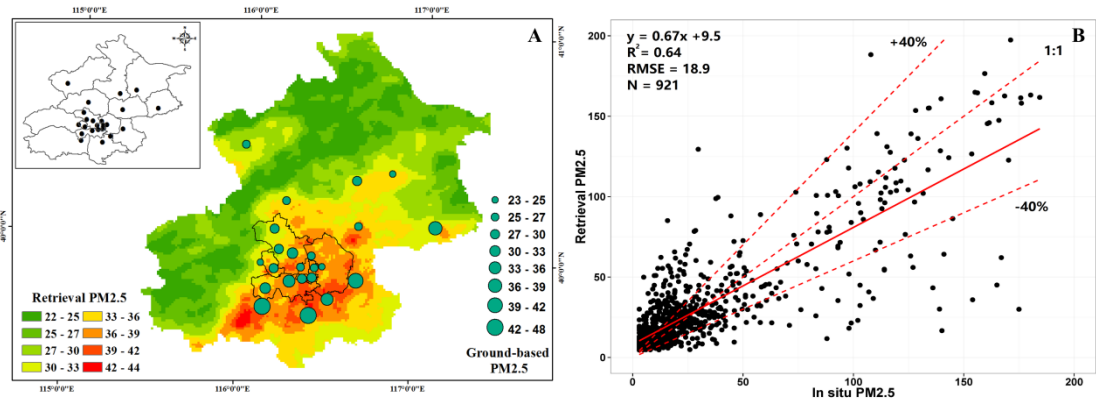 115°0'0"E
116°0'0"E
117°0'0"E
A
41°0'0"N
40°0'0"N
40°0'0"N
23 - 25
25 - 27
27 - 30
30 - 33
33 - 36
36 - 39
39 - 42
42 - 48
Ground-based
PM2.5
Retrieval PM2.5
22 - 25
33 - 36
25 - 27
36 - 39
27 - 30
39 - 42
30 - 33
42 - 44
115°0'0"E
116°0'0"E
117°0'0"E
B
y = 0.67x +9.5
R²= 0.64
RMSE = 18.9
N = 921
+40%
1:1
-40%
Retrieval PM2.5
200
150
100
50
0
0
50
100
150
200
In situ PM2.5